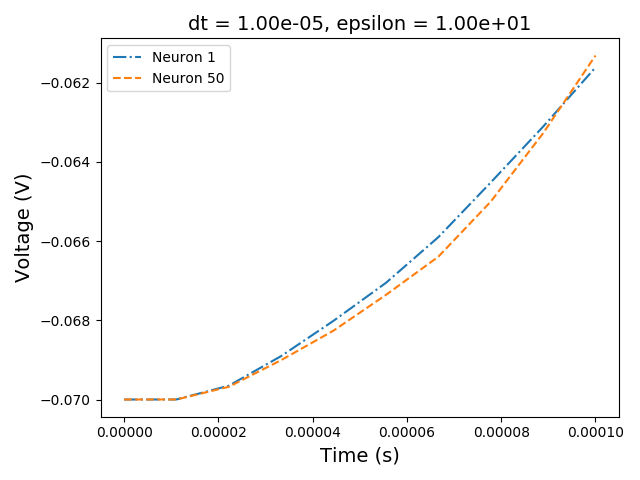 dt = 1.00e-05, epsilon = 1.00e+01
Neuron 1
Neuron 50
Voltage (V)
−0.062
−0.064
−0.066
−0.068
−0.070
0.00000
0.00002
0.00004
0.00006
0.00008
0.00010
Time (s)